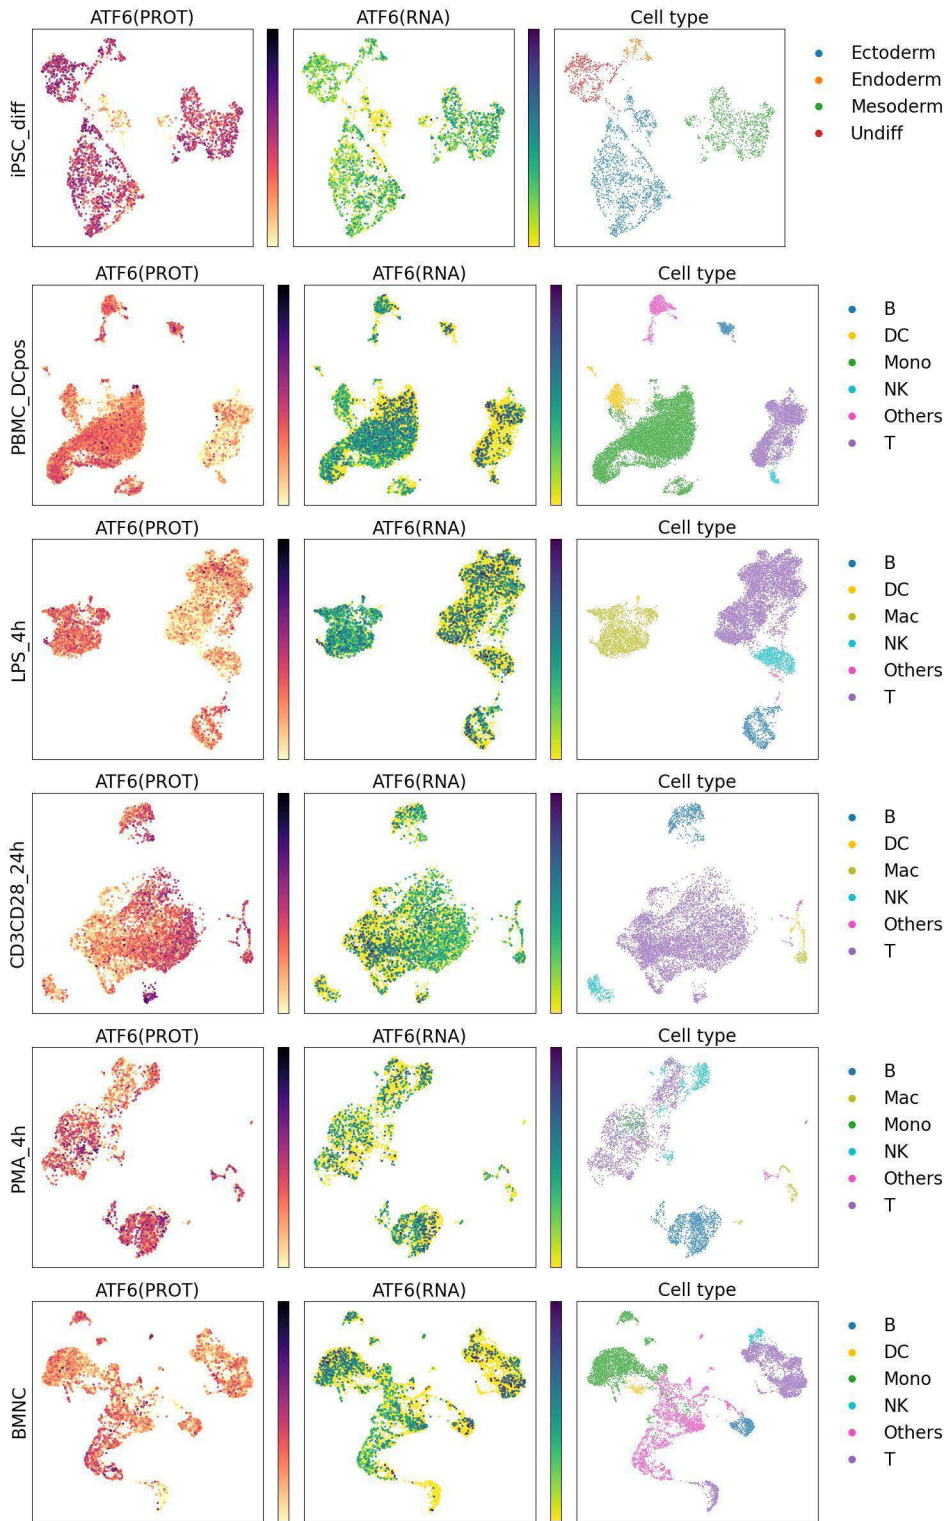 ATF6(PROT) ATF6(RNA) Cell type
iPSC_diff
Ectoderm
Endoderm
Mesoderm
Undiff
ATF6(PROT) ATF6(RNA) Cell type
PBMC_DCpos
B
DC
Mono
NK
Others
T
ATF6(PROT) ATF6(RNA) Cell type
LPS_4h
B
DC
Mac
NK
Others
T
ATF6(PROT) ATF6(RNA) Cell type
CD3CD28_24h
B
DC
Mac
NK
Others
T
ATF6(PROT) ATF6(RNA) Cell type
PMA_4h
B
Mac
Mono
NK
Others
T
ATF6(PROT) ATF6(RNA) Cell type
BMNC
B
DC
Mono
NK
Others
T